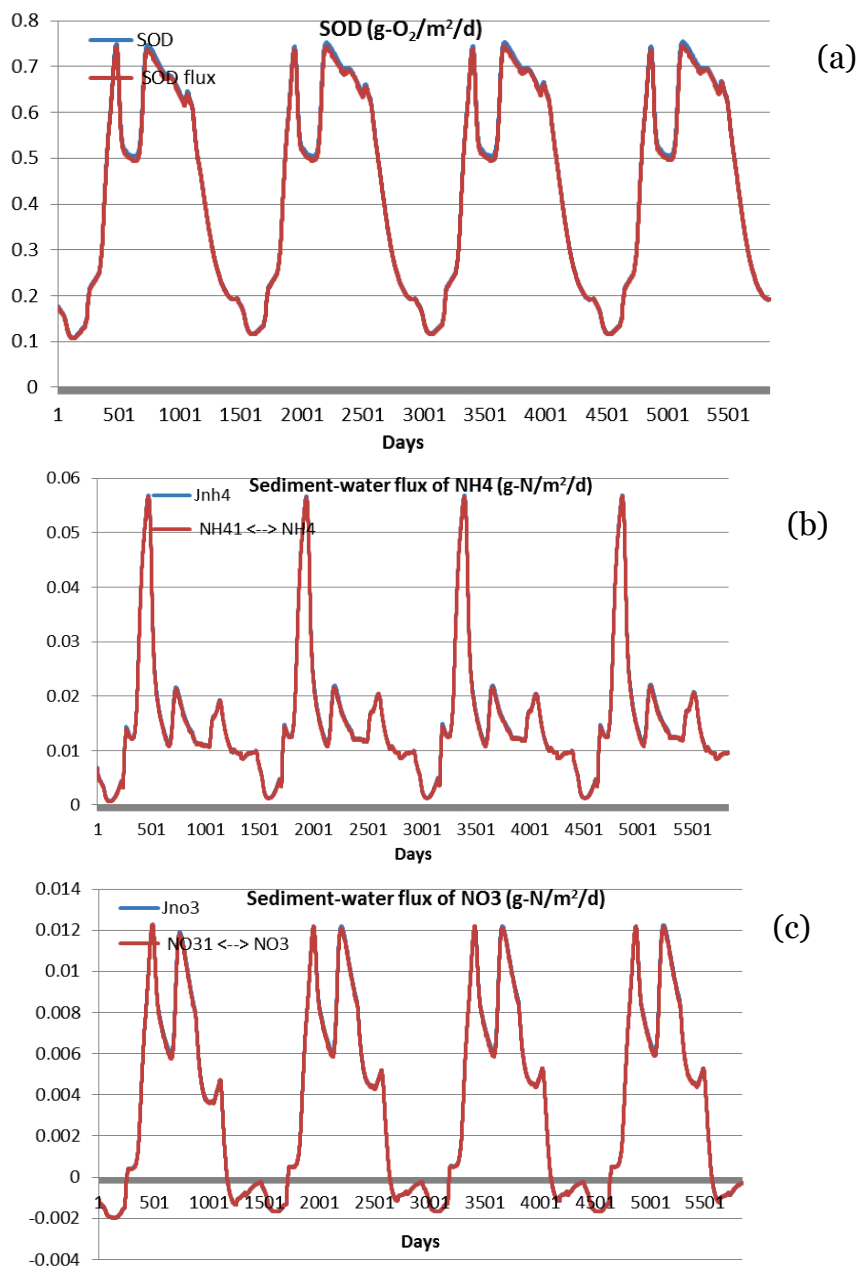 SOD (g-O₂/m²/d)
SOD
SOD flux
(a)
0.8
0.7
0.6
0.5
0.4
0.3
0.2
0.1
0
1 501 1001 1501 2001 2501 3001 3501 4001 4501 5001 5501
Days
Sediment-water flux of NH4 (g-N/m²/d)
Jnh4
NH41 <--> NH4
(b)
0.06
0.05
0.04
0.03
0.02
0.01
0
1 501 1001 1501 2001 2501 3001 3501 4001 4501 5001 5501
Days
Sediment-water flux of NO3 (g-N/m²/d)
Jno3
NO31 <--> NO3
(c)
0.014
0.012
0.01
0.008
0.006
0.004
0.002
0
-0.002
-0.004
1 501 1001 1501 2001 2501 3001 3501 4001 4501 5001 5501
Days